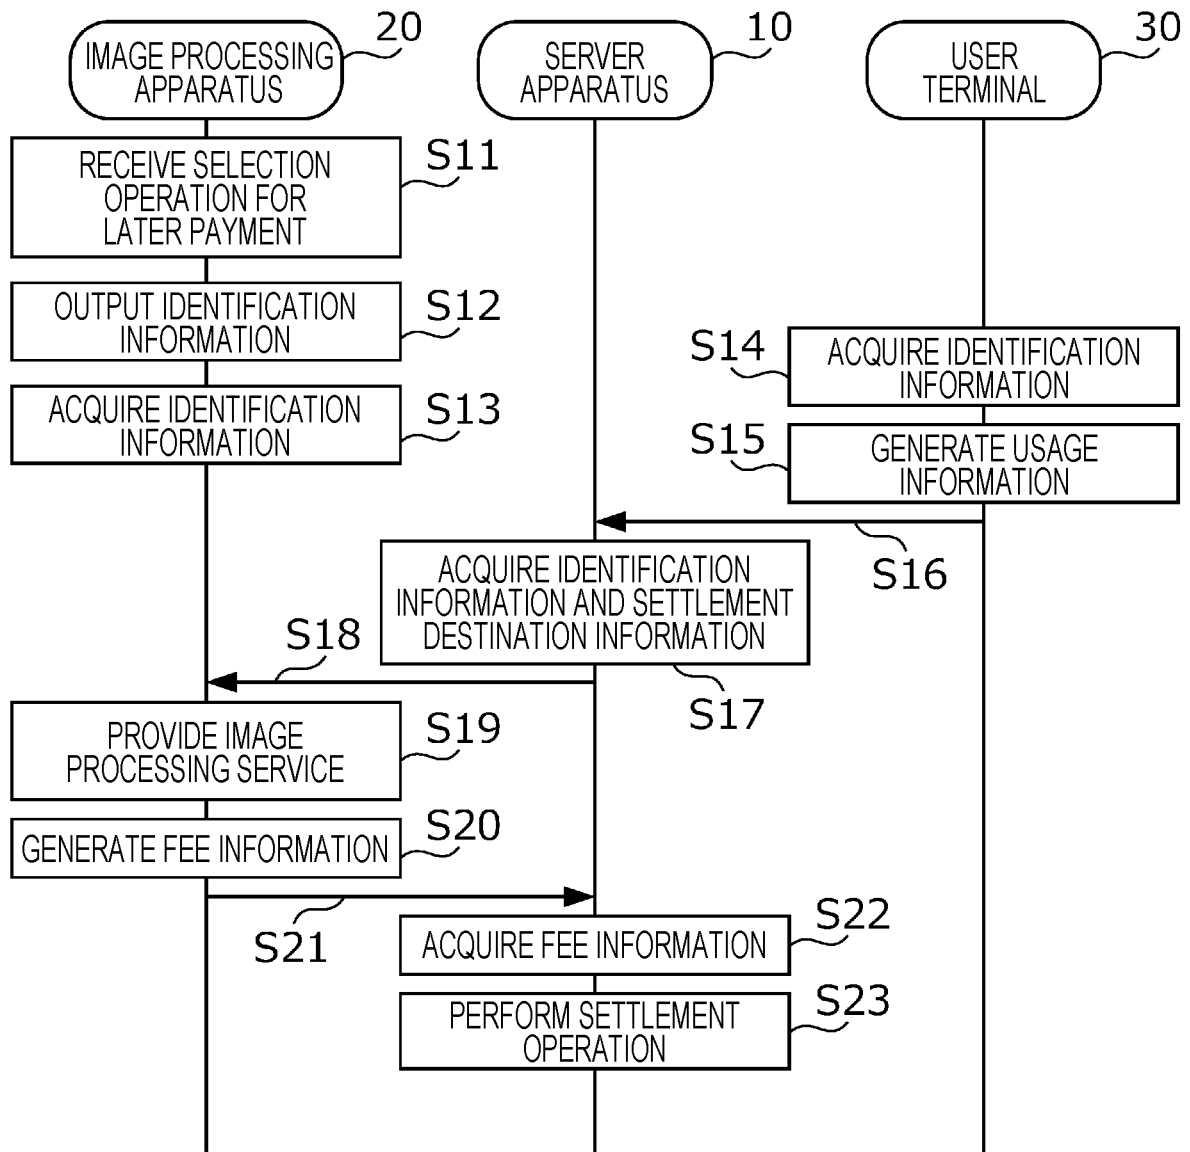 20
IMAGE PROCESSING
APPARATUS
10
SERVER
APPARATUS
30
USER
TERMINAL
S11
RECEIVE SELECTION
OPERATION FOR
LATER PAYMENT
S12
OUTPUT IDENTIFICATION
INFORMATION
S13
ACQUIRE IDENTIFICATION
INFORMATION
S14
ACQUIRE IDENTIFICATION
INFORMATION
S15
GENERATE USAGE
INFORMATION
S16
ACQUIRE IDENTIFICATION
INFORMATION AND SETTLEMENT
DESTINATION INFORMATION
S17
S18
PROVIDE IMAGE
PROCESSING SERVICE
S19
GENERATE FEE INFORMATION
S20
S21
ACQUIRE FEE INFORMATION
S22
PERFORM SETTLEMENT
OPERATION
S23